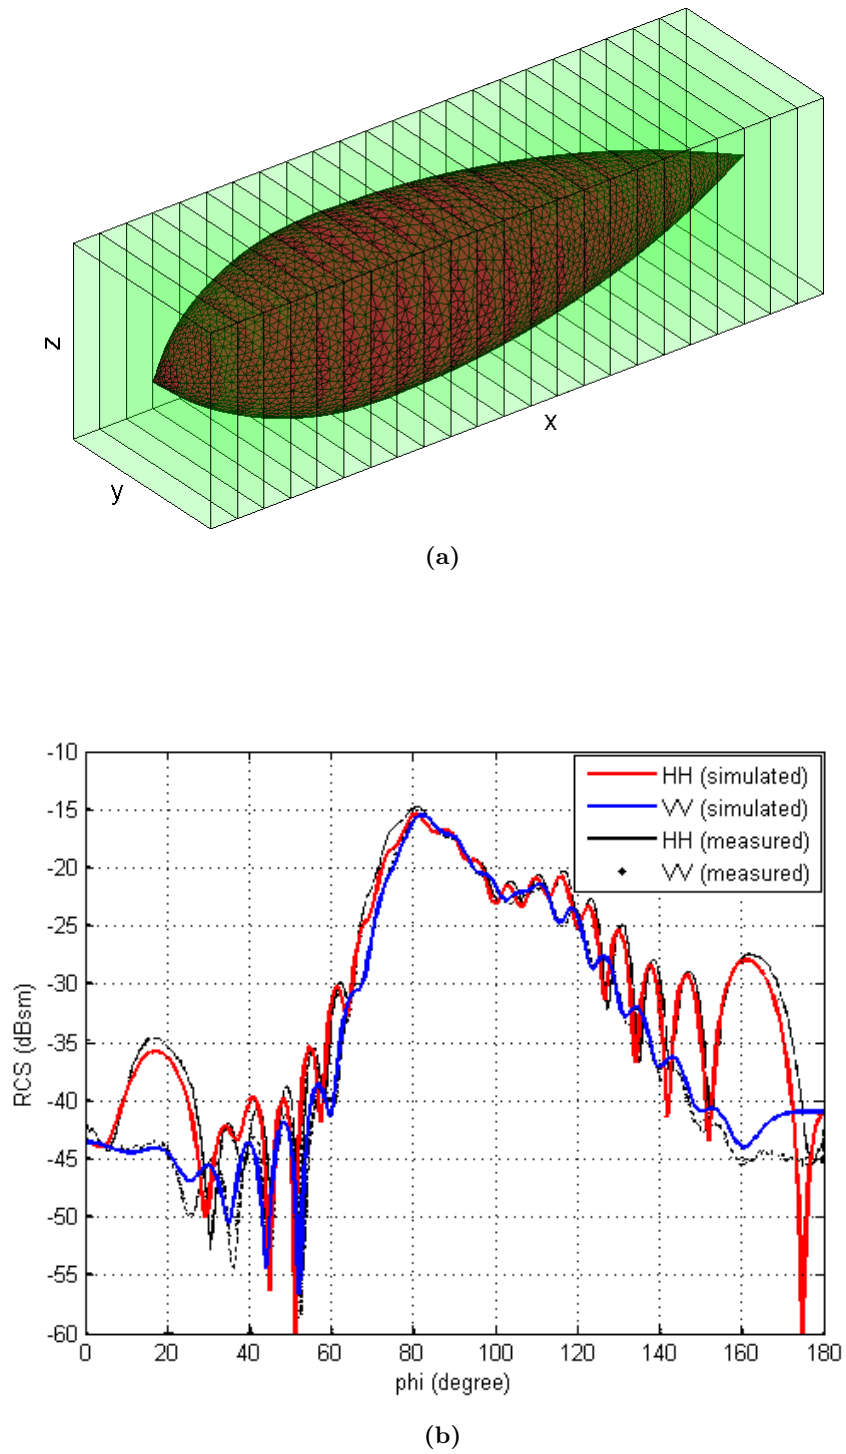 z
x
y
(a)
-10
-15
-20
-25
-30
-35
-40
-45
-50
-55
-60
RCS (dBsm)
HH (simulated)
VV (simulated)
HH (measured)
VV (measured)
0 20 40 60 80 100 120 140 160 180
phi (degree)
(b)